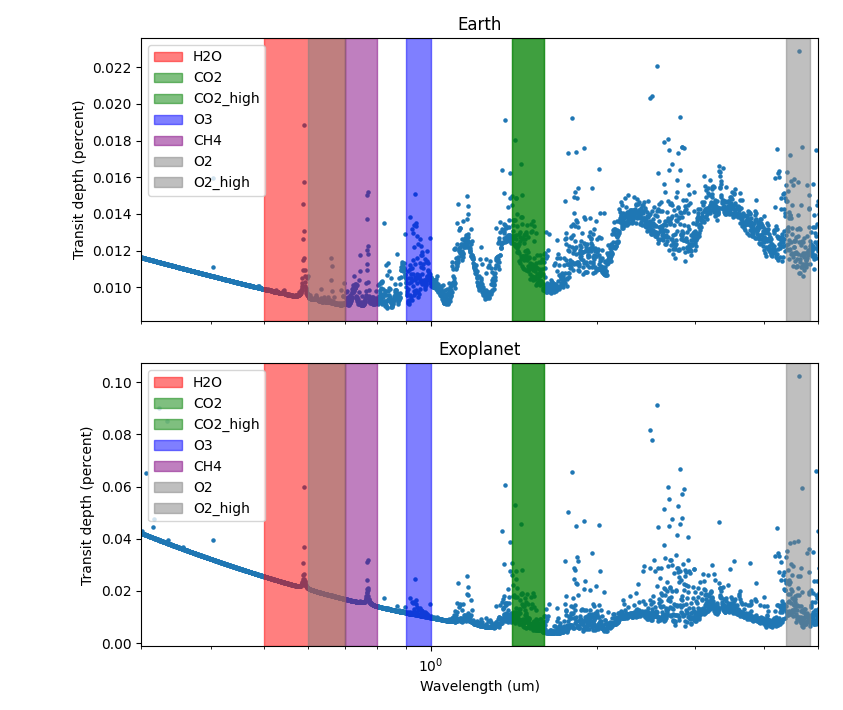 Earth
Transit depth (percent)
0.022
0.020
0.018
0.016
0.014
0.012
0.010
H2O
CO2
CO2_high
O3
CH4
O2
O2_high
Exoplanet
Transit depth (percent)
0.10
0.08
0.06
0.04
0.02
0.00
H2O
CO2
CO2_high
O3
CH4
O2
O2_high
10⁰
Wavelength (um)